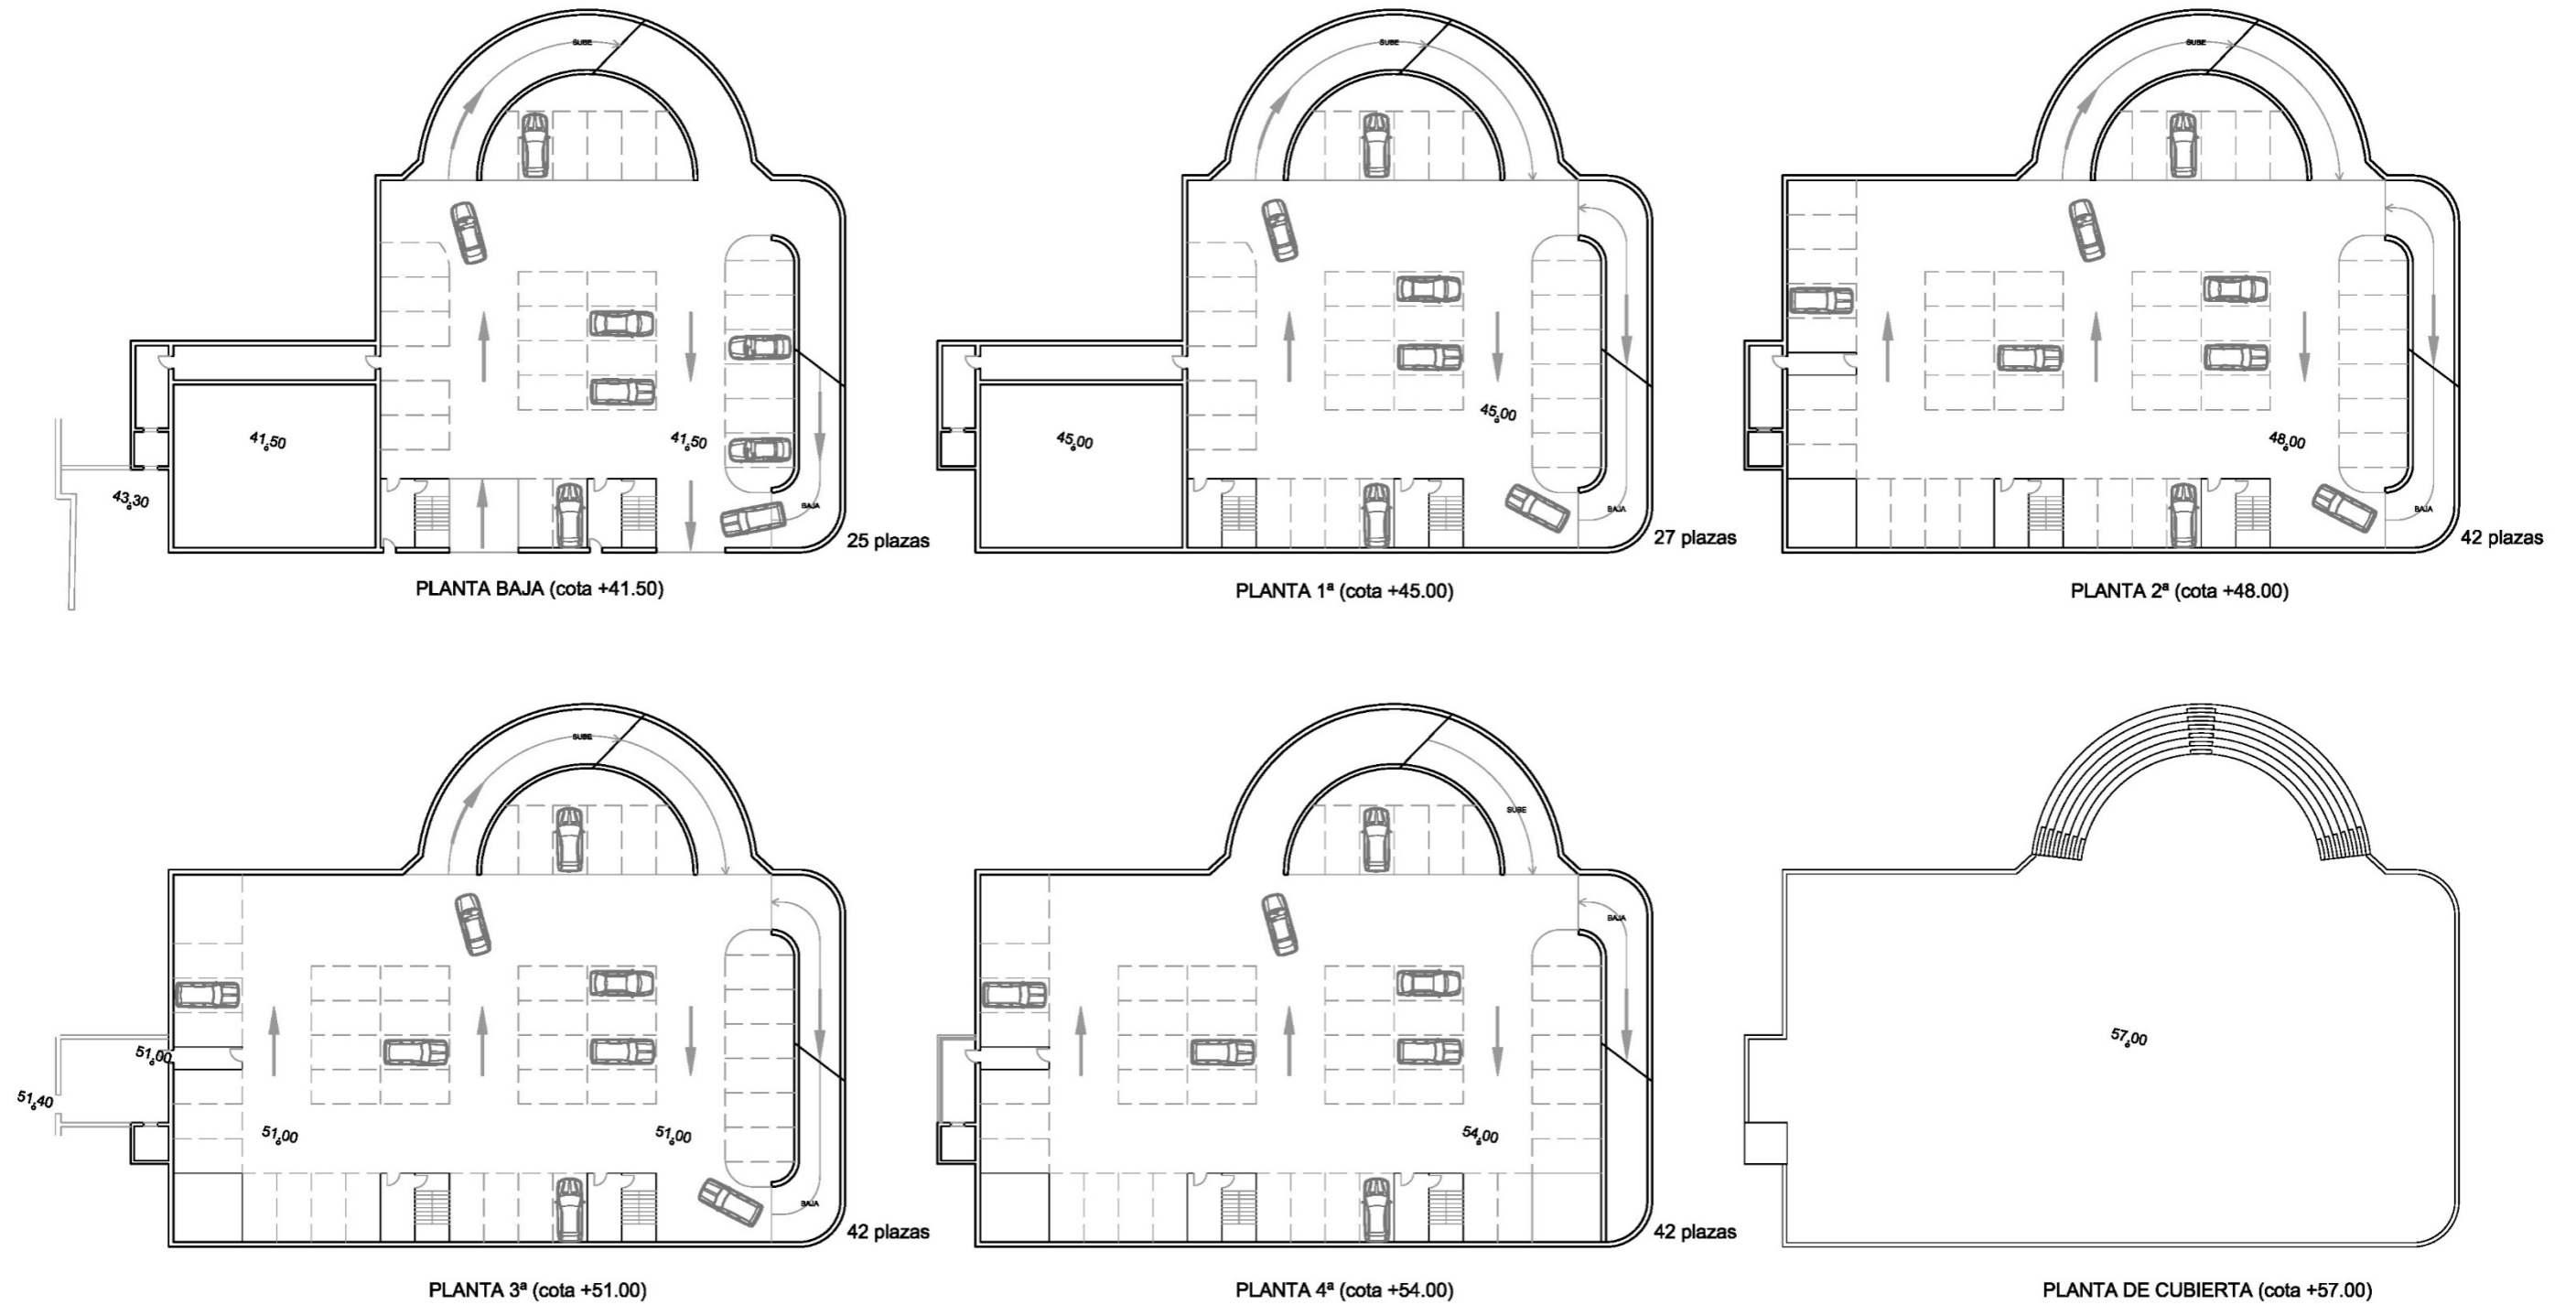 SUBE
41,50
41,50
43,30
BAJA
25 plazas
PLANTA BAJA (cota +41.50)
SUBE
45,00
45,00
BAJA
27 plazas
PLANTA 1ª (cota +45.00)
SUBE
48,00
BAJA
42 plazas
PLANTA 2ª (cota +48.00)
SUBE
51,00
51,40
51,00
51,00
BAJA
42 plazas
PLANTA 3ª (cota +51.00)
SUBE
BAJA
54,00
42 plazas
PLANTA 4ª (cota +54.00)
57,00
PLANTA DE CUBIERTA (cota +57.00)